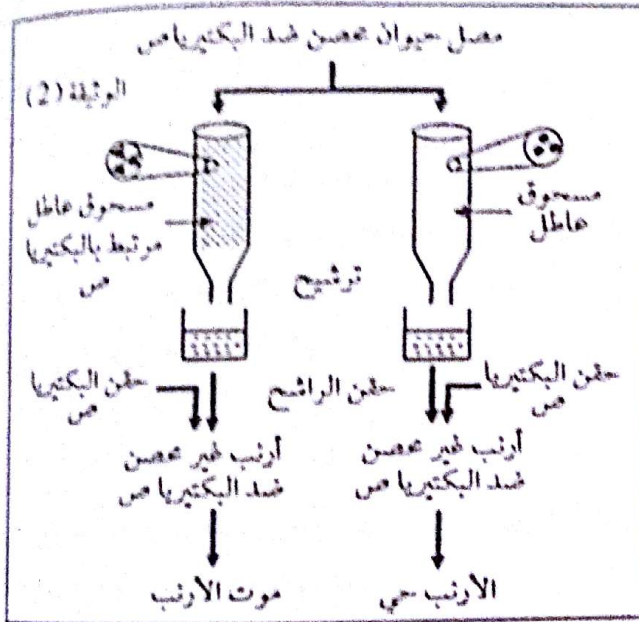 مصل حيوان محصن ضد البكتيريا ص
الوثيقة (2)
مسحوق عاطل
مسحوق عاطل
مرتبط بالبكتيريا
ص
ترشيح
حقن البكتيريا
ص
حقن الراشح
حقن البكتيريا
ص
أرنب غير محصن
ضد البكتيريا ص
أرنب غير محصن
ضد البكتيريا ص
الأرنب حي
موت الأرنب